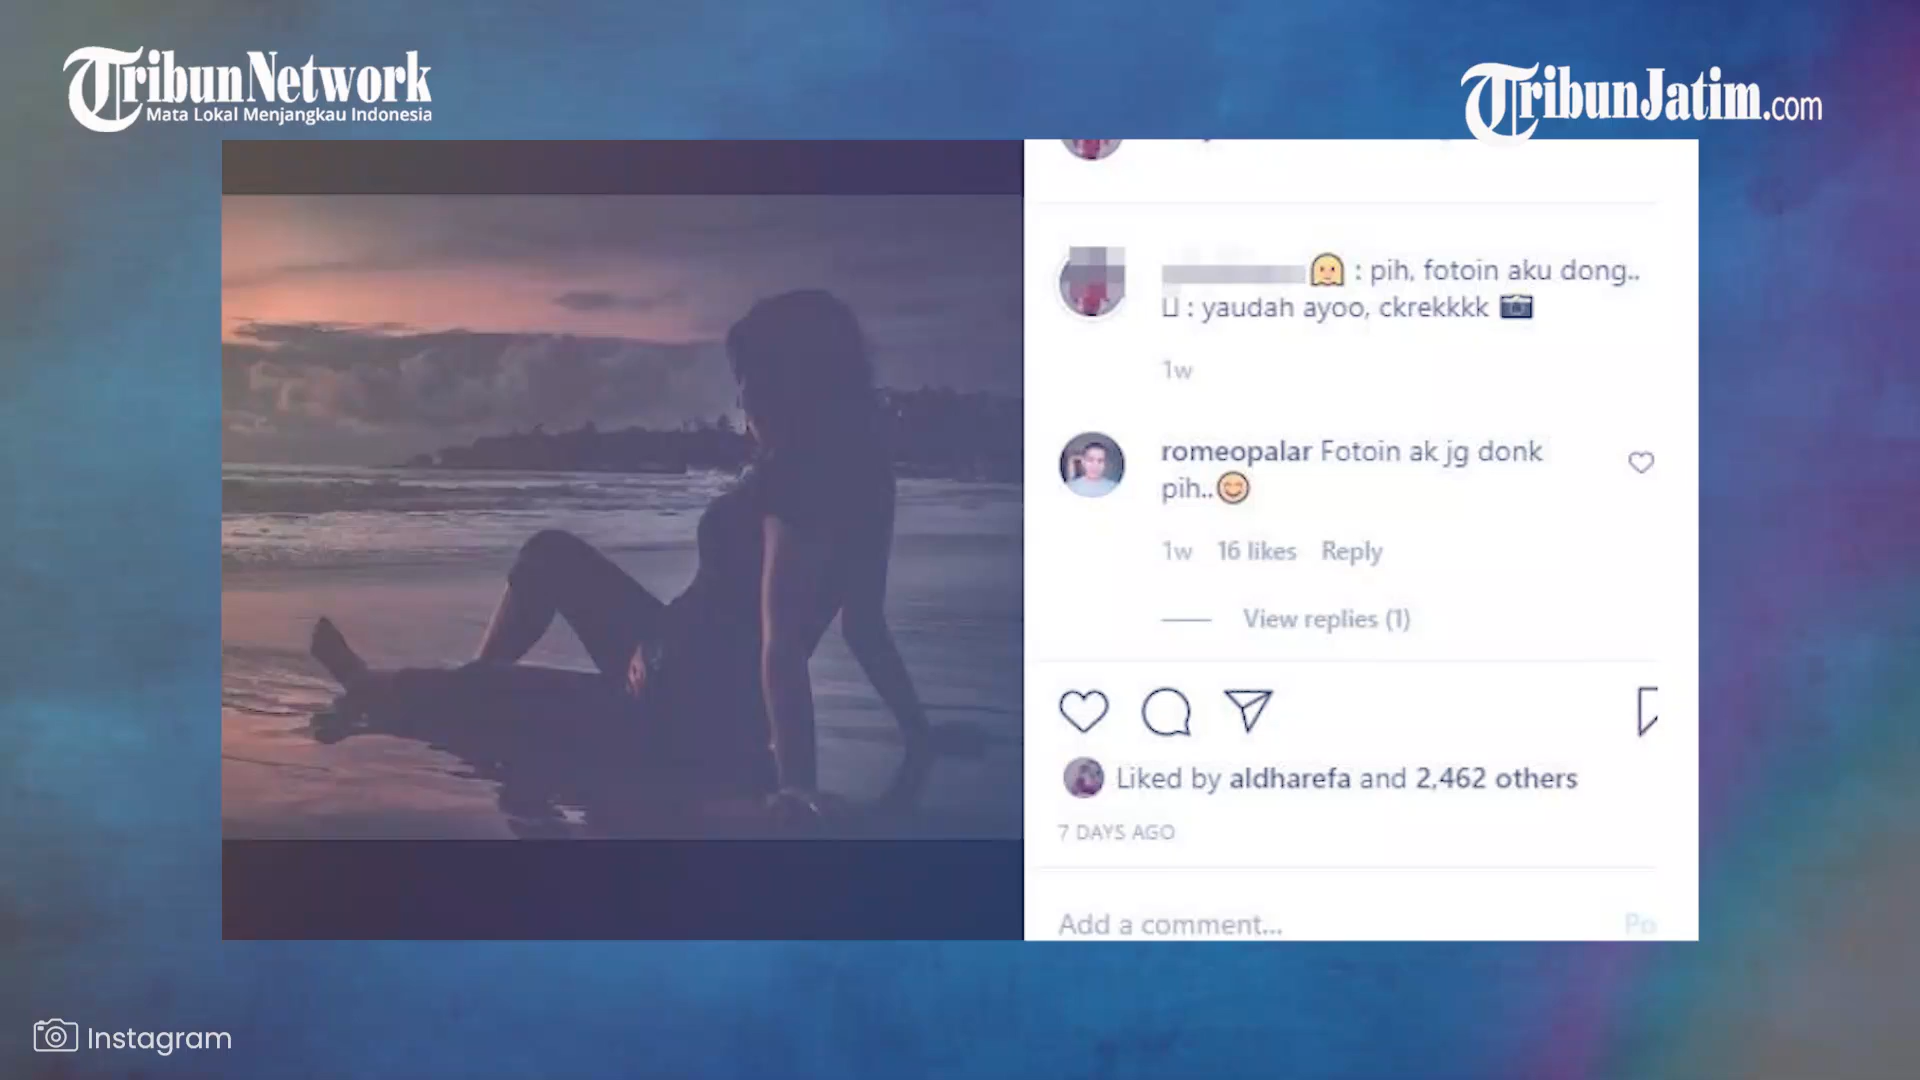 TribunNetwork
Mata Lokal Menjangkau Indonesia
TribunJatim.com
: pih, fotoin aku dong..
: yaudah ayoo, ckrekkkk
1w
romeopalar Fotoin ak jg donk
pih..😊
1w 16 likes Reply
View replies (1)
Liked by aldharefa and 2,462 others
7 DAYS AGO
Add a comment...
Po
Instagram